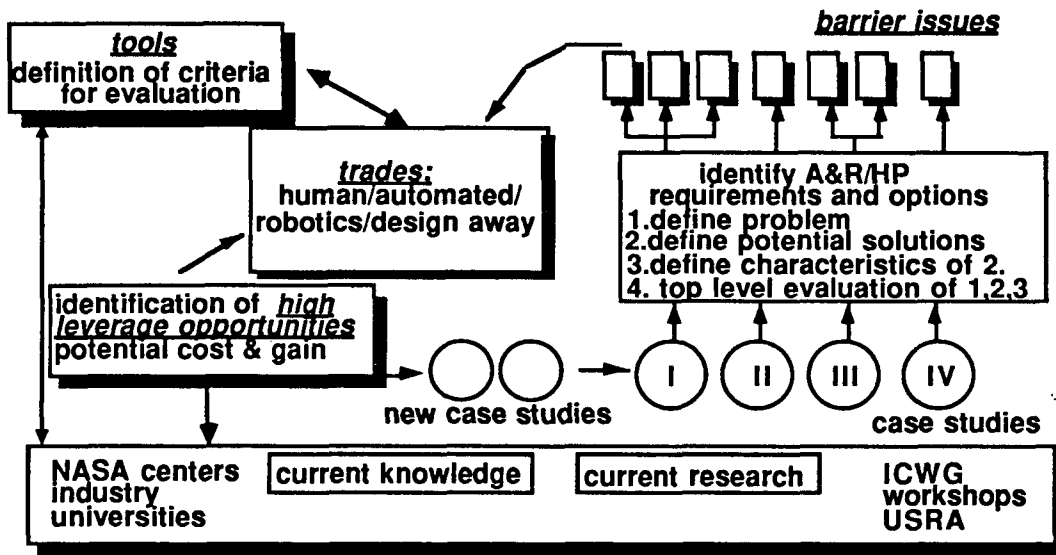 barrier issues
tools
definition of criteria
for evaluation
trades:
human/automated/
robotics/design away
identify A&R/HP
requirements and options
1.define problem
2.define potential solutions
3.define characteristics of 2.
4. top level evaluation of 1,2,3
identification of high
leverage opportunities
potential cost & gain
new case studies
I
II
III
IV
case studies
NASA centers
industry
universities
current knowledge
current research
ICWG
workshops
USRA